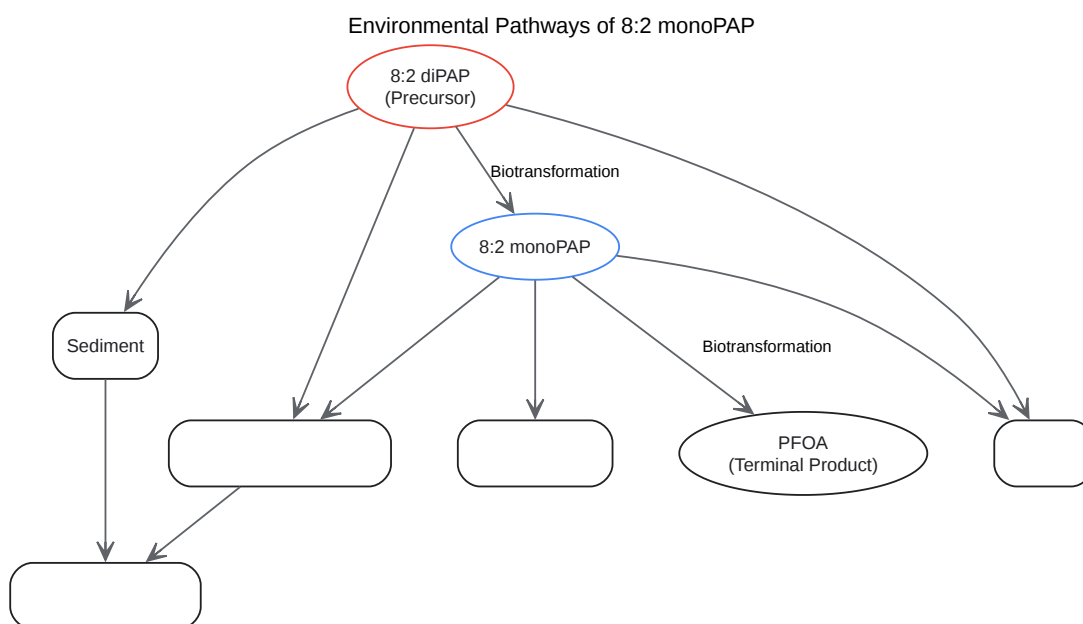 Environmental Pathways of 8:2 monoPAP
8:2 diPAP
(Precursor)
Biotransformation
8:2 monoPAP
Sediment
Biotransformation
PFOA
(Terminal Product)